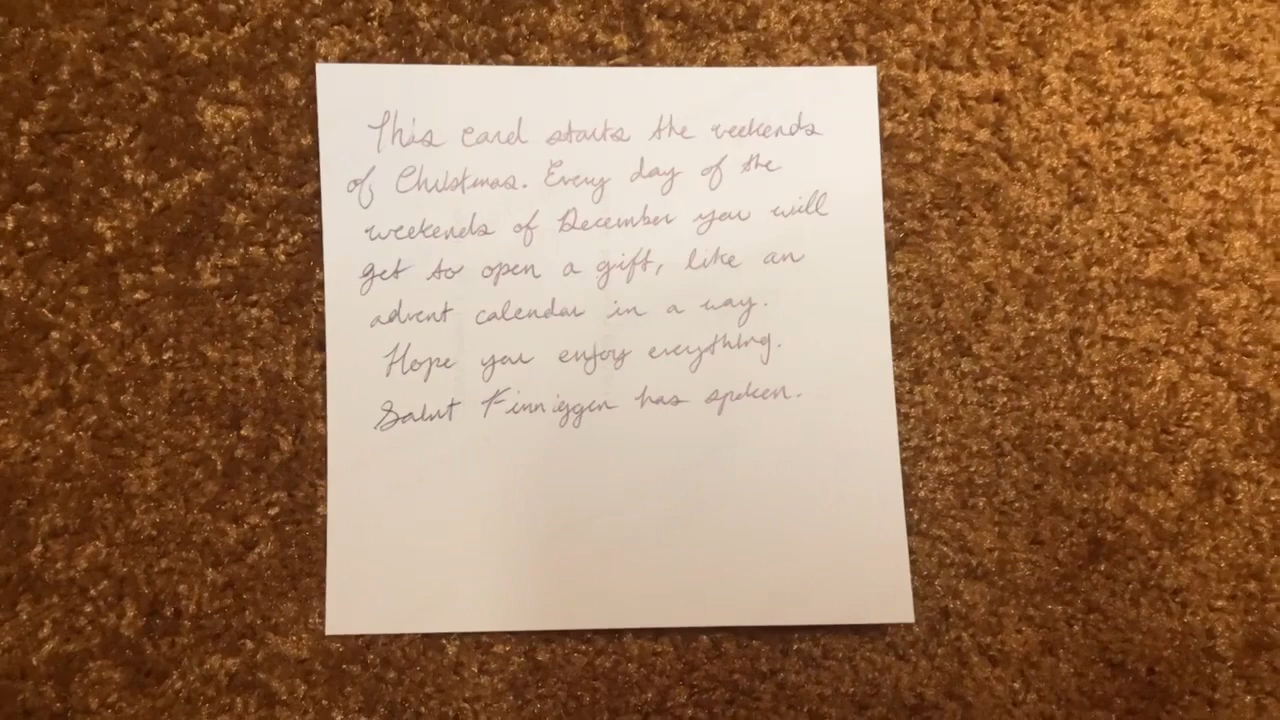 This card starts the weekends
of Christmas. Every day of the
weekends of December you will
get to open a gift, like an
advent calendar in a way.
Hope you enjoy everything.
Saint Finniggen has spoken.